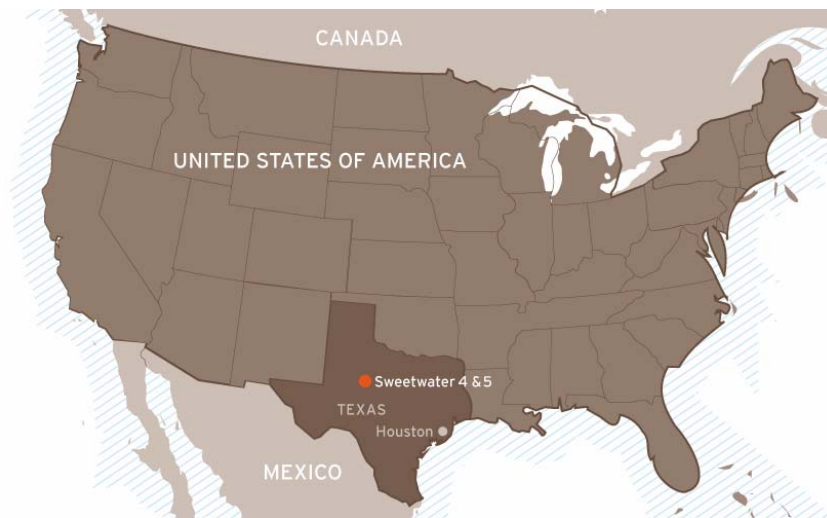 CANADA
UNITED STATES OF AMERICA
Sweetwater 4 & 5
TEXAS
Houston
MEXICO